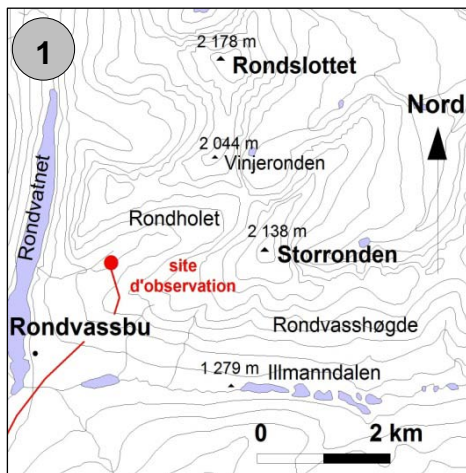 1
2 178 m
Rondslottet
Nord
2 044 m
Vinjeronden
Rondvatnet
Rondholet
2 138 m
Storronden
site
d'observation
Rondvassbu
Rondvasshøgde
1 279 m
Illmanndalen
0 2 km